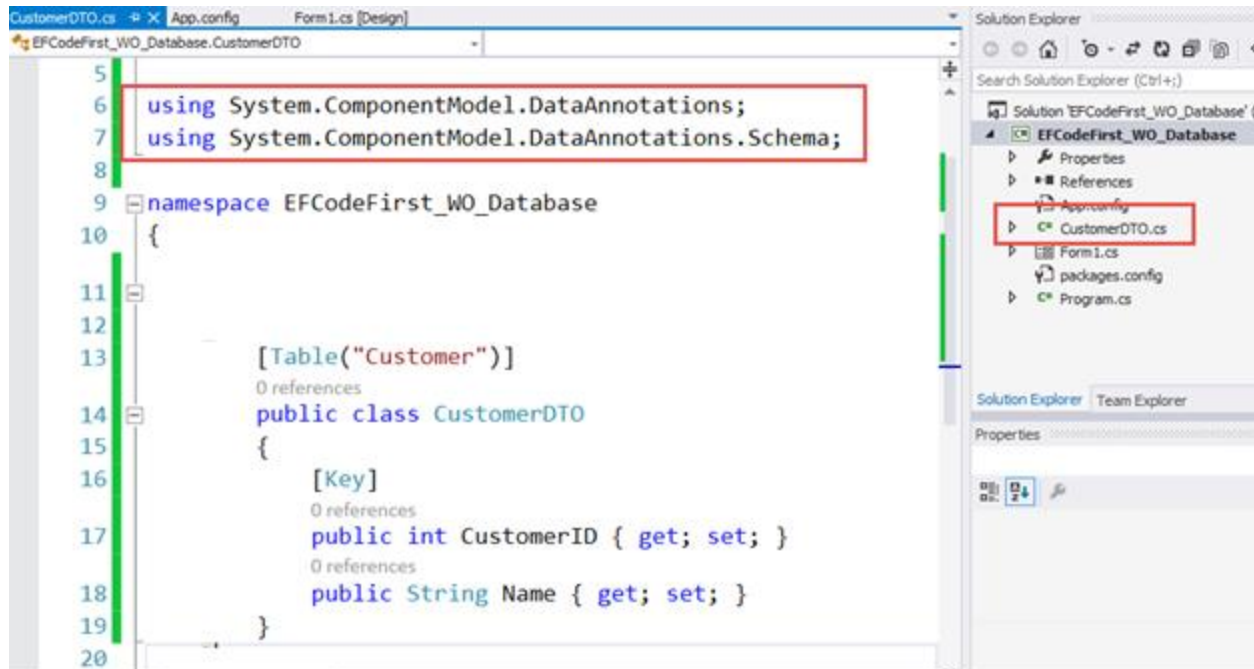 CustomerDTO.cs App.config Form1.cs [Design]
EFCodeFirst_WO_Database.CustomerDTO
5
6 using System.ComponentModel.DataAnnotations;
7 using System.ComponentModel.DataAnnotations.Schema;
8
9 namespace EFCodeFirst_WO_Database
10 {
11
12
13 [Table("Customer")]
0 references
14 public class CustomerDTO
15 {
16 [Key]
0 references
17 public int CustomerID { get; set; }
0 references
18 public String Name { get; set; }
19 }
20
Solution Explorer
Search Solution Explorer (Ctrl+;)
Solution 'EFCodeFirst_WO_Database' (
C# EFCodeFirst_WO_Database
Properties
References
App.config
C# CustomerDTO.cs
Form1.cs
packages.config
C# Program.cs
Solution Explorer Team Explorer
Properties